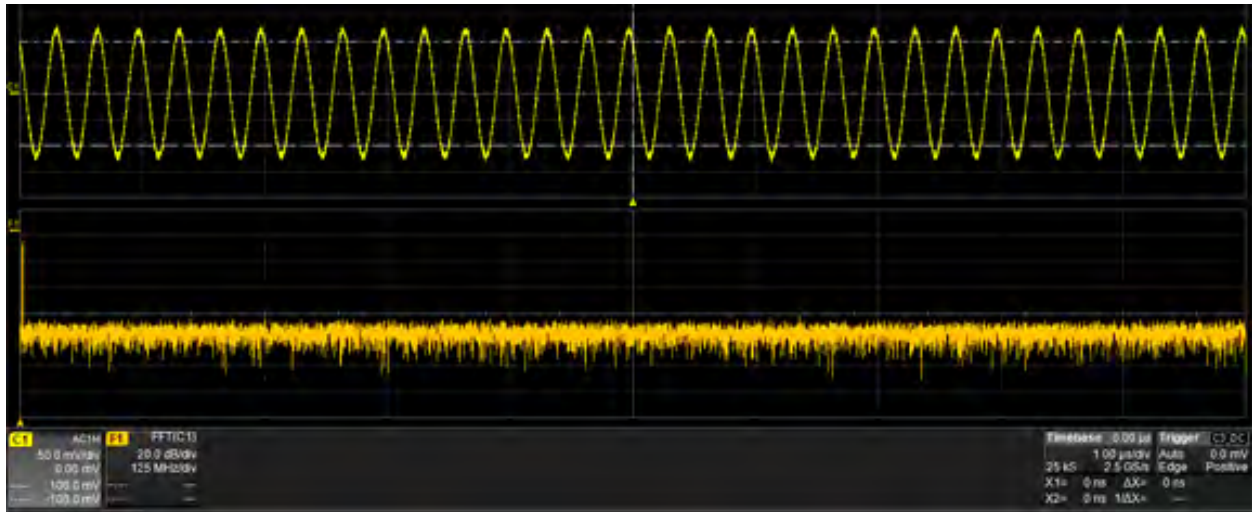 C1
F1
C1 AC1M
50.0 mV/div
0.00 mV
100.0 mV
-100.0 mV
F1 FFT(C1)
20.0 dB/div
125 MHz/div
Timebase 0.00 µs
1.00 µs/div
25 kS 2.5 GS/s
Trigger C3 DC
Auto 0.0 mV
Edge Positive
X1= 0 ns ΔX= 0 ns
X2= 0 ns 1/ΔX=